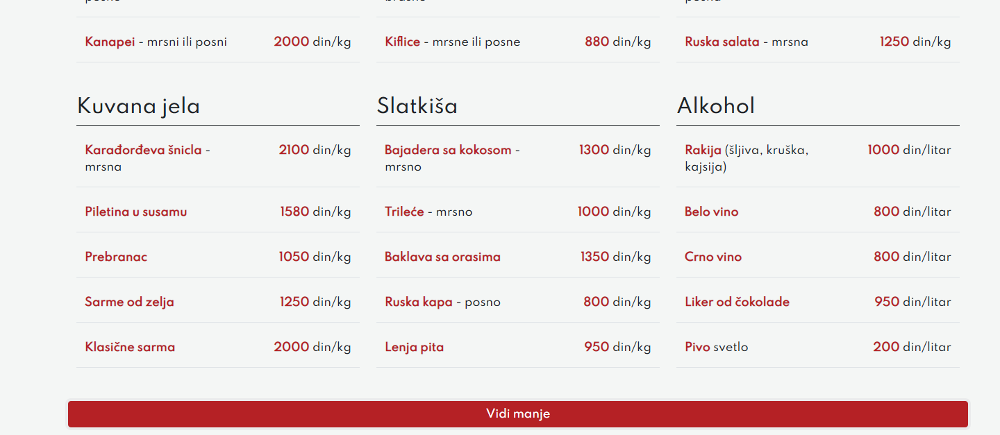 Kanapei - mrsni ili posni 2000 din/kg
Kiflice - mrsne ili posne 880 din/kg
Ruska salata - mrsna 1250 din/kg
Kuvana jela
Karađorđeva šnicla - 2100 din/kg
mrsna
Piletina u susamu 1580 din/kg
Prebranac 1050 din/kg
Sarme od zelja 1250 din/kg
Klasične sarma 2000 din/kg
Slatkiša
Bajadera sa kokosom - 1300 din/kg
mrsno
Trileće - mrsno 1000 din/kg
Baklava sa orasima 1350 din/kg
Ruska kapa - posno 800 din/kg
Lenja pita 950 din/kg
Alkohol
Rakija (šljiva, kruška, 1000 din/litar
kajsija)
Belo vino 800 din/litar
Crno vino 800 din/litar
Liker od čokolade 950 din/litar
Pivo svetlo 200 din/litar
Vidi manje